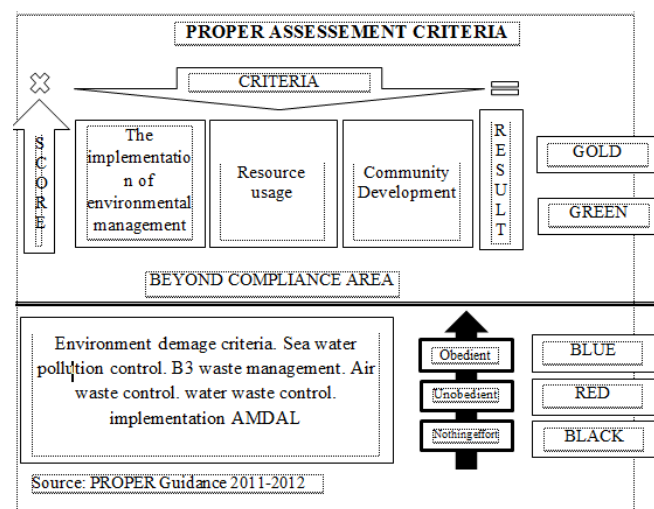 PROPER ASSESSEMENT CRITERIA
CRITERIA
SCORE
The
implementatio
n of
environmental
management
Resource
usage
Community
Development
RESULT
GOLD
GREEN
BEYOND COMPLIANCE AREA
Environment demage criteria. Sea water
pollution control. B3 waste management. Air
waste control. water waste control.
implementation AMDAL
Obedient
BLUE
Unobedient
RED
Nothing effort
BLACK
Source: PROPER Guidance 2011-2012